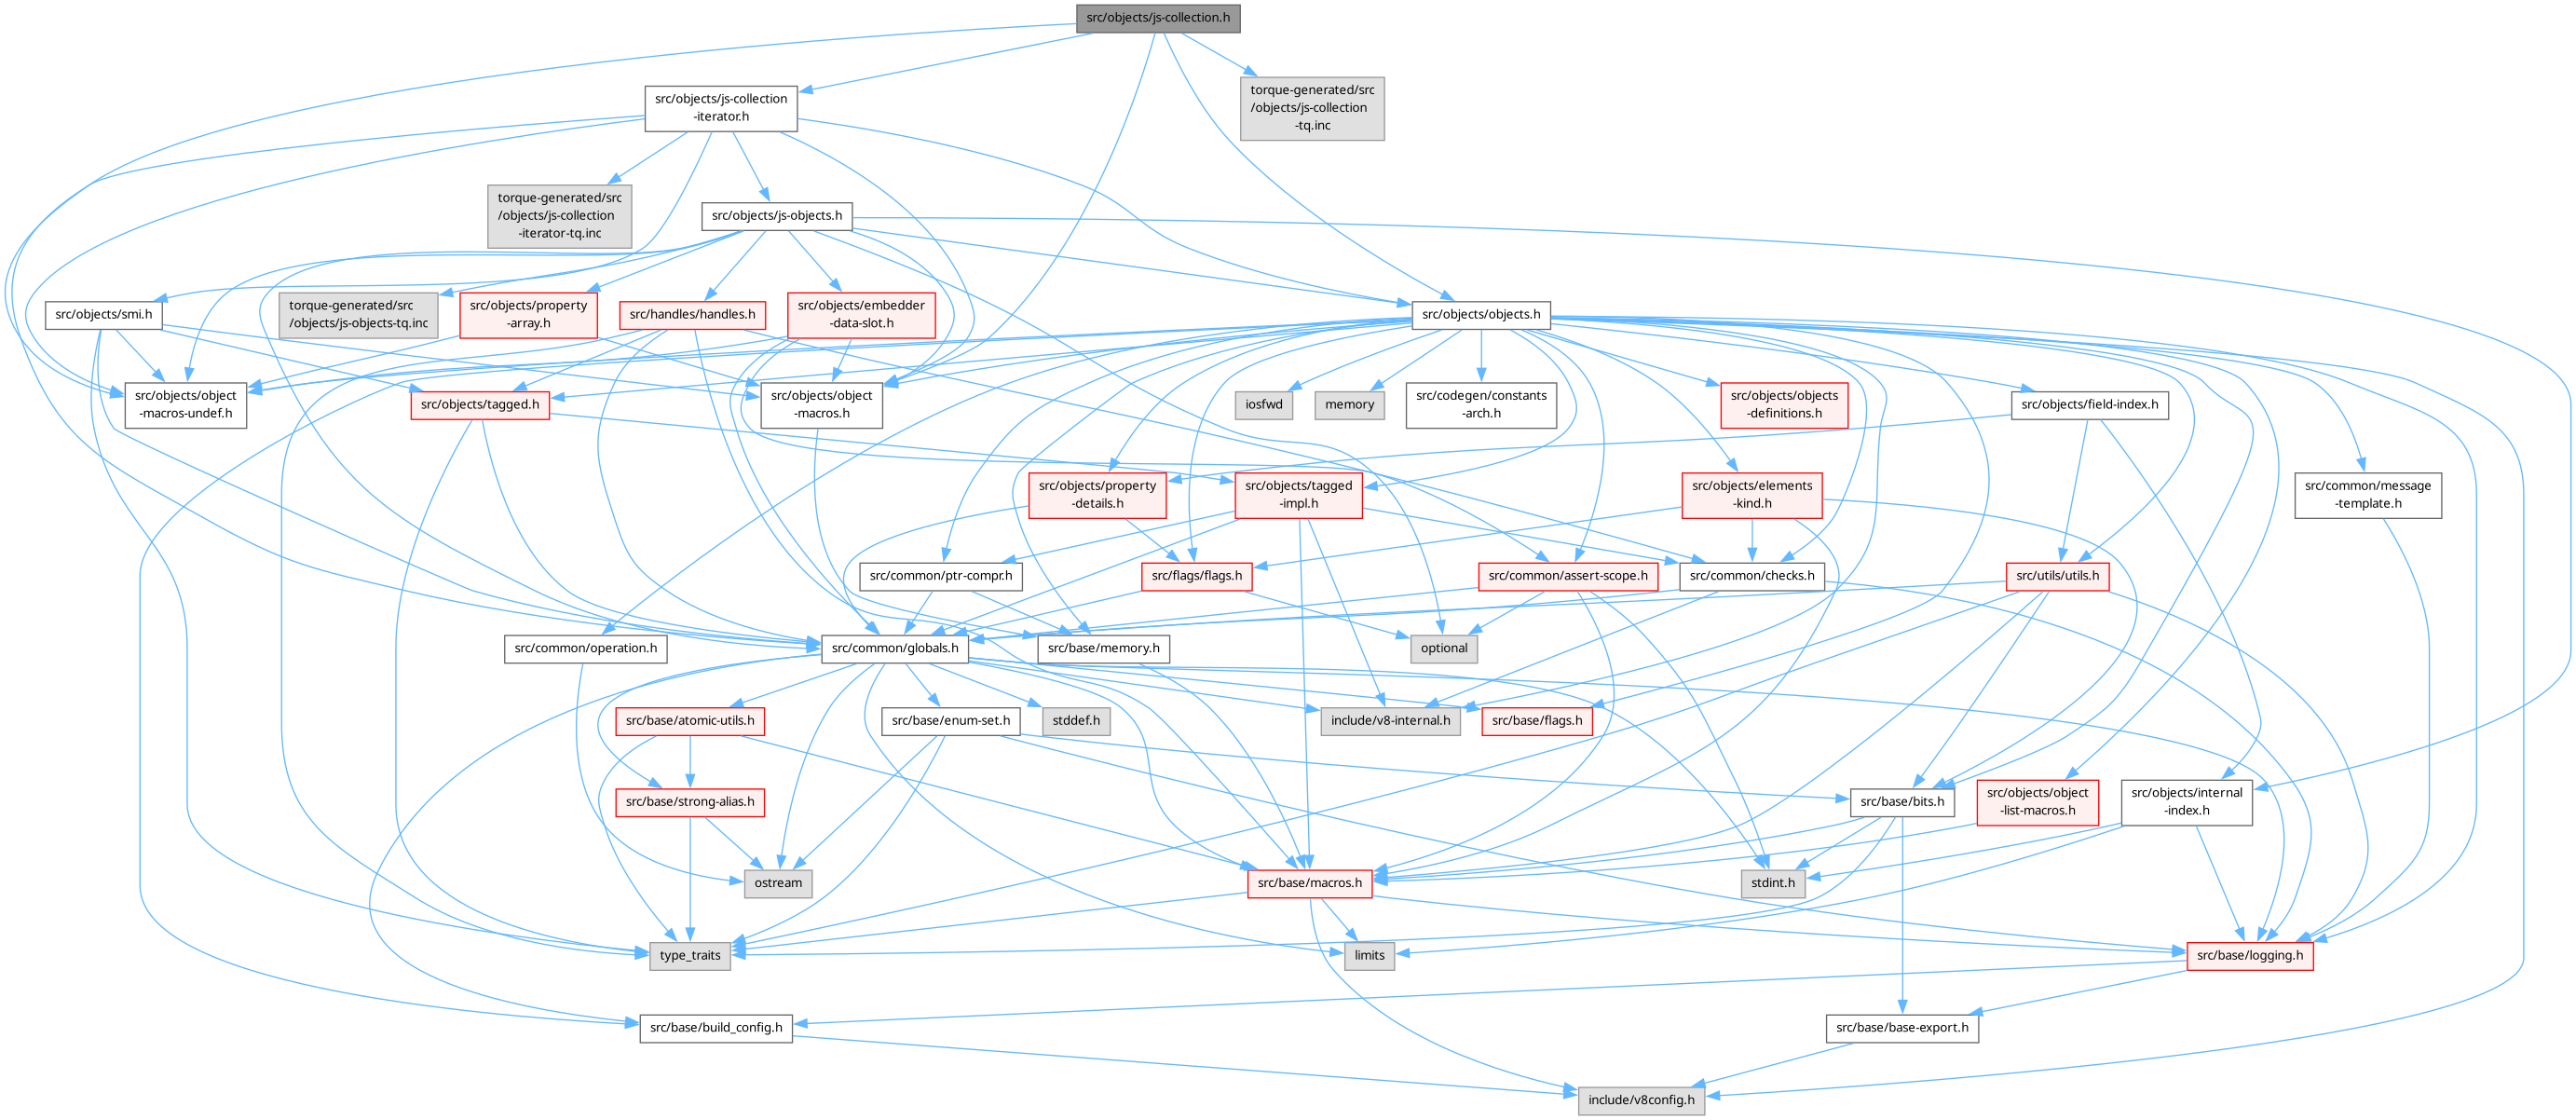 src/objects/js-collection.h
torque-generated/src
/objects/js-collection
-tq.inc
src/objects/js-collection
-iterator.h
torque-generated/src
/objects/js-collection
-iterator-tq.inc
src/objects/js-objects.h
src/objects/smi.h
torque-generated/src
/objects/js-objects-tq.inc
src/objects/property
-array.h
src/handles/handles.h
src/objects/embedder
-data-slot.h
src/objects/objects.h
src/objects/object
-macros-undef.h
src/objects/tagged.h
src/objects/object
-macros.h
iosfwd
memory
src/codegen/constants
-arch.h
src/objects/objects
-definitions.h
src/objects/field-index.h
src/objects/property
-details.h
src/objects/tagged
-impl.h
src/objects/elements
-kind.h
src/common/message
-template.h
src/common/ptr-compr.h
src/flags/flags.h
src/common/assert-scope.h
src/common/checks.h
src/utils/utils.h
src/common/operation.h
src/common/globals.h
src/base/memory.h
optional
src/base/atomic-utils.h
src/base/enum-set.h
stddef.h
include/v8-internal.h
src/base/flags.h
src/base/strong-alias.h
src/base/bits.h
src/objects/object
-list-macros.h
src/objects/internal
-index.h
ostream
src/base/macros.h
stdint.h
type_traits
limits
src/base/logging.h
src/base/build_config.h
src/base/base-export.h
include/v8config.h